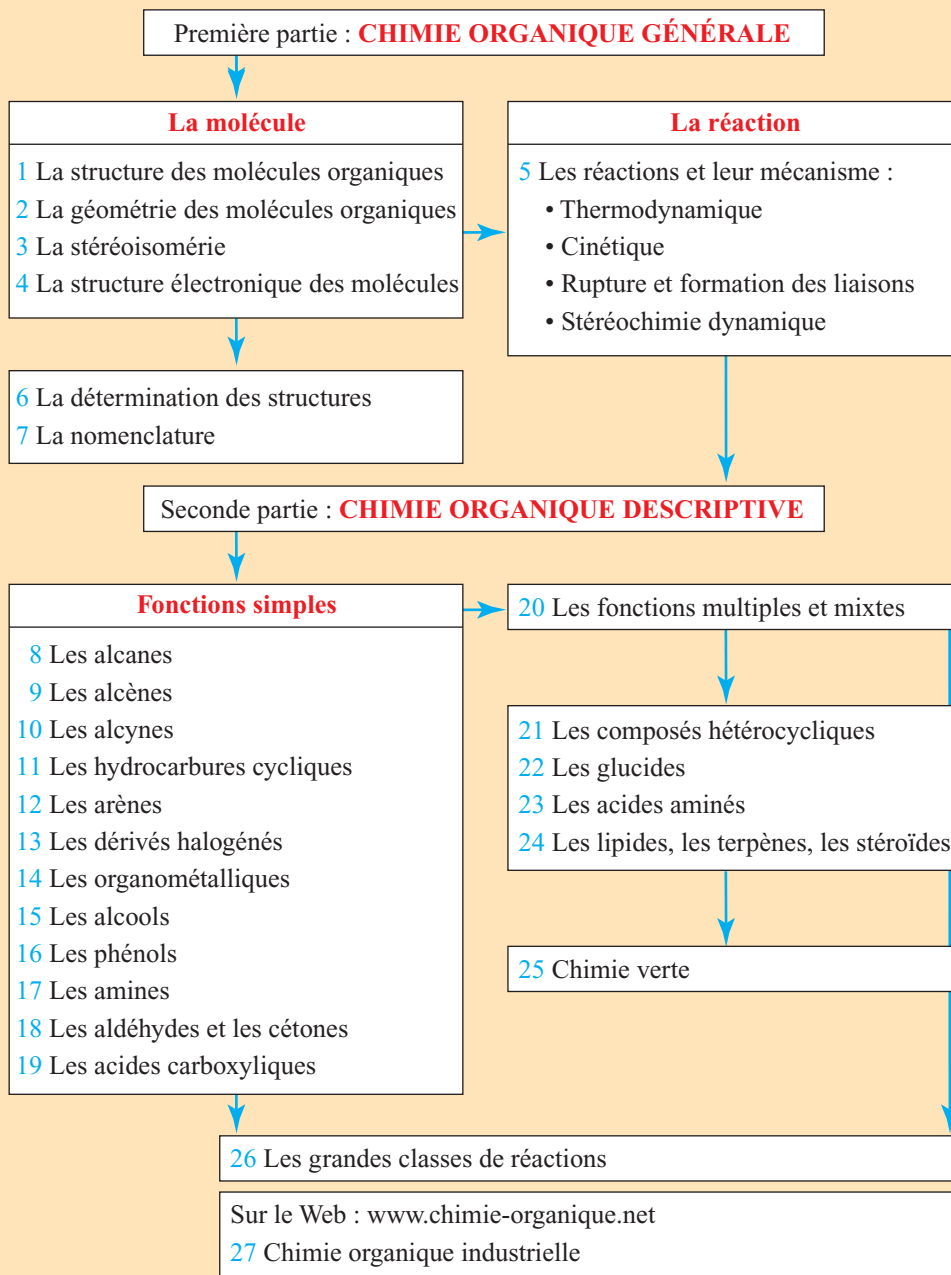 Première partie : CHIMIE ORGANIQUE GÉNÉRALE
La molécule
1 La structure des molécules organiques
2 La géométrie des molécules organiques
3 La stéréoisomérie
4 La structure électronique des molécules
La réaction
5 Les réactions et leur mécanisme :
• Thermodynamique
• Cinétique
• Rupture et formation des liaisons
• Stéréochimie dynamique
6 La détermination des structures
7 La nomenclature
Seconde partie : CHIMIE ORGANIQUE DESCRIPTIVE
Fonctions simples
8 Les alcanes
9 Les alcènes
10 Les alcynes
11 Les hydrocarbures cycliques
12 Les arènes
13 Les dérivés halogénés
14 Les organométalliques
15 Les alcools
16 Les phénols
17 Les amines
18 Les aldéhydes et les cétones
19 Les acides carboxyliques
20 Les fonctions multiples et mixtes
21 Les composés hétérocycliques
22 Les glucides
23 Les acides aminés
24 Les lipides, les terpènes, les stéroïdes
25 Chimie verte
26 Les grandes classes de réactions
Sur le Web : www.chimie-organique.net
27 Chimie organique industrielle